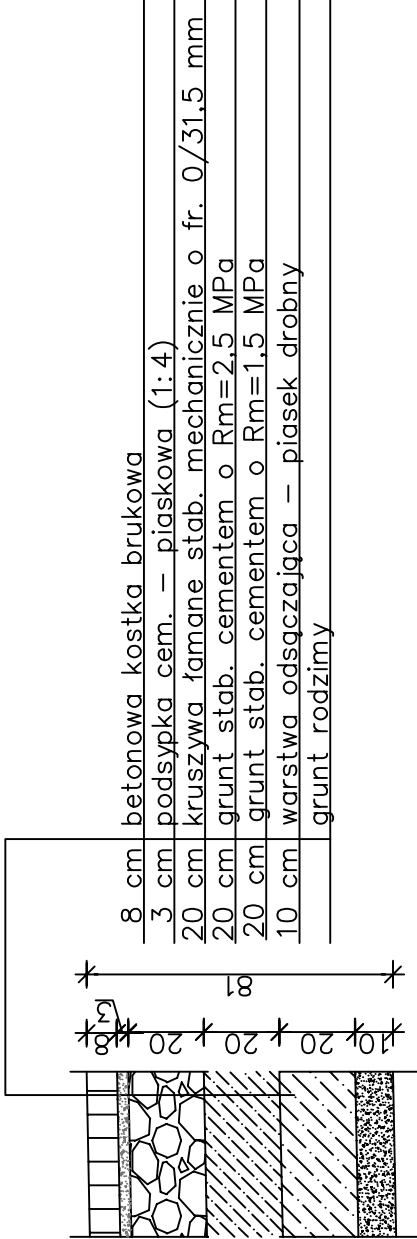 8 cm betonowa kostka brukowa
3 cm podsypka cem. – piaskowa (1:4)
20 cm kruszywa łamane stab. mechanicznie o fr. 0/31,5 mm
20 cm grunt stab. cementem o Rm=2,5 MPa
20 cm grunt stab. cementem o Rm=1,5 MPa
10 cm warstwa odsączająca – piasek drobny
grunt rodzimy
81
3
8
20
20
20
10